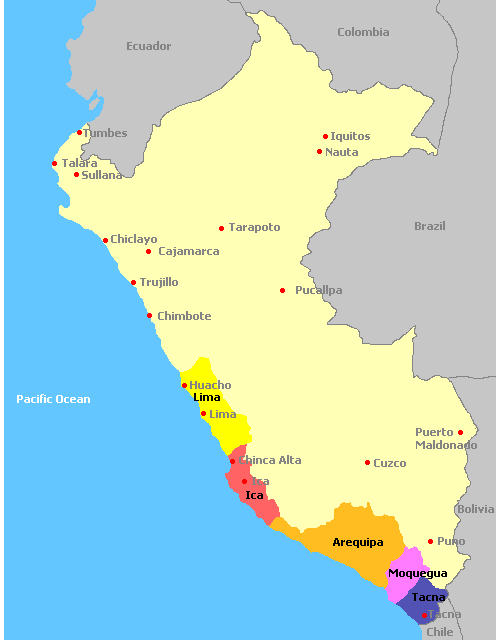 Colombia
Ecuador
Tumbes
Iquitos
Nauta
Talara
Sullana
Tarapoto
Brazil
Chiclayo
Cajamarca
Trujillo
Pucallpa
Chimbote
Huacho
Lima
Pacific Ocean
Lima
Puerto
Maldonado
Chinca Alta
Cuzco
Ica
Ica
Bolivia
Arequipa
Puno
Moquegua
Tacna
Tacna
Chile